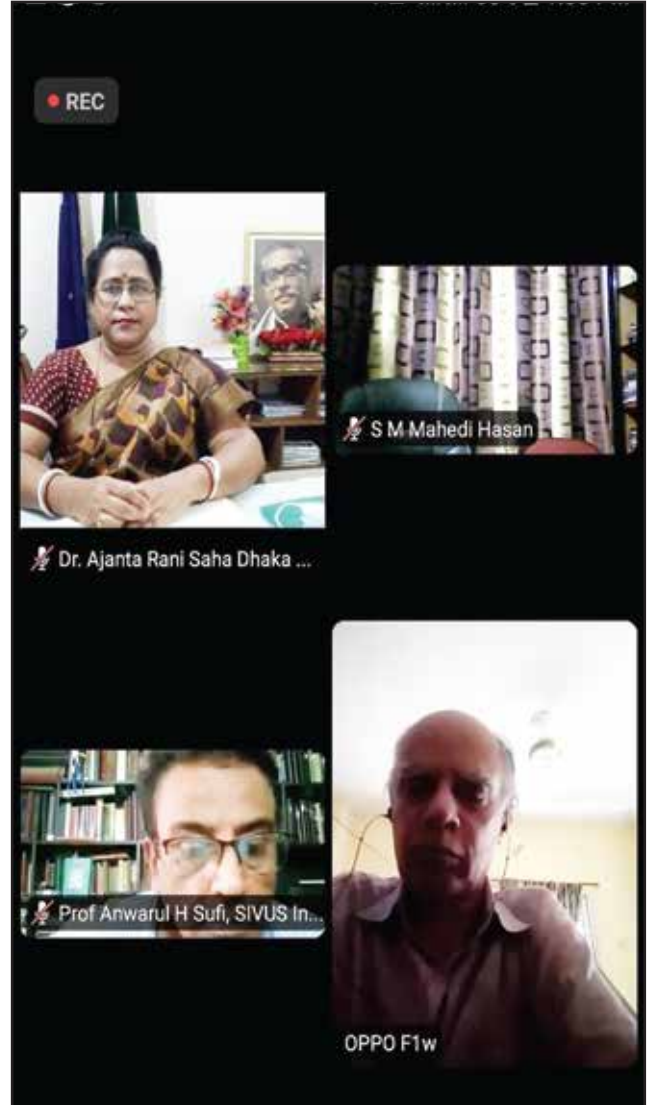 REC
S M Mahedi Hasan
Dr. Ajanta Rani Saha Dhaka ...
Prof Anwarul H Sufi, SIVUS In...
OPPO F1w